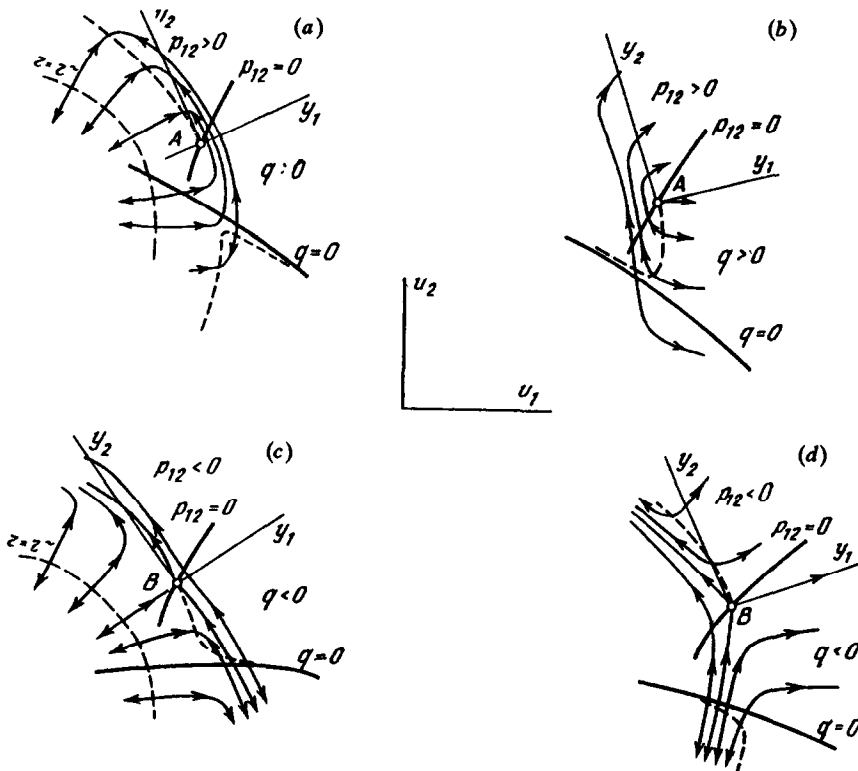 (a)
y₂
p₁₂>0
p₁₂=0
y₁
A
q>0
q=0
(b)
y₂
p₁₂>0
p₁₂=0
y₁
A
q>0
q=0
u₂
u₁
(c)
y₂
p₁₂<0
p₁₂=0
y₁
B
q<0
q=0
(d)
y₂
p₁₂<0
p₁₂=0
y₁
B
q<0
q=0